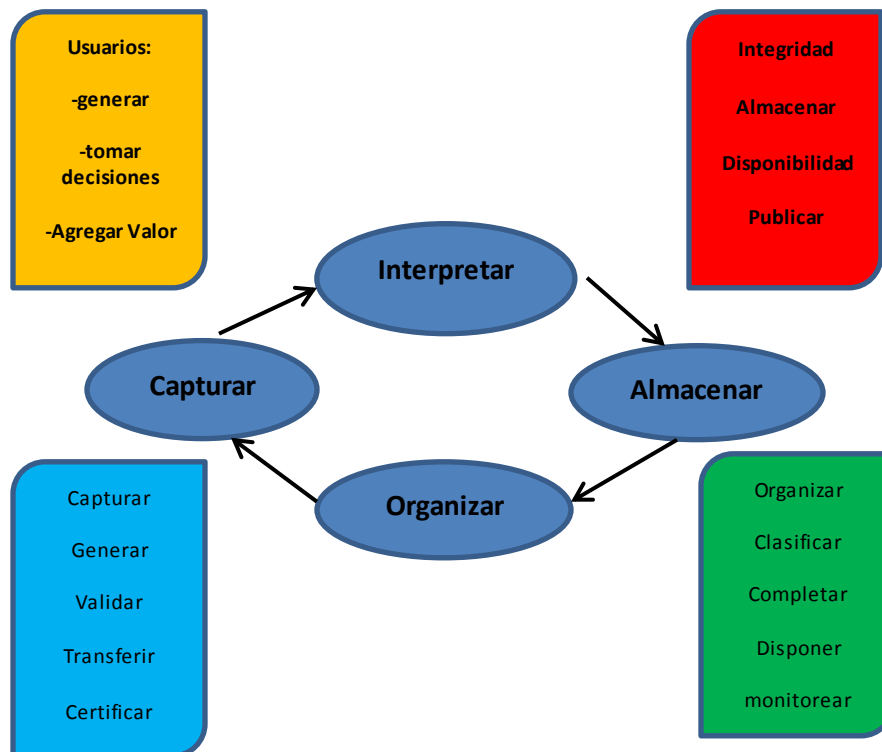 Usuarios:
-generar
-tomar
decisiones
-Agregar Valor
Integridad
Almacenar
Disponibilidad
Publicar
Interpretar
Capturar
Almacenar
Organizar
Capturar
Generar
Validar
Transferir
Certificar
Organizar
Clasificar
Completar
Disponer
monitorear